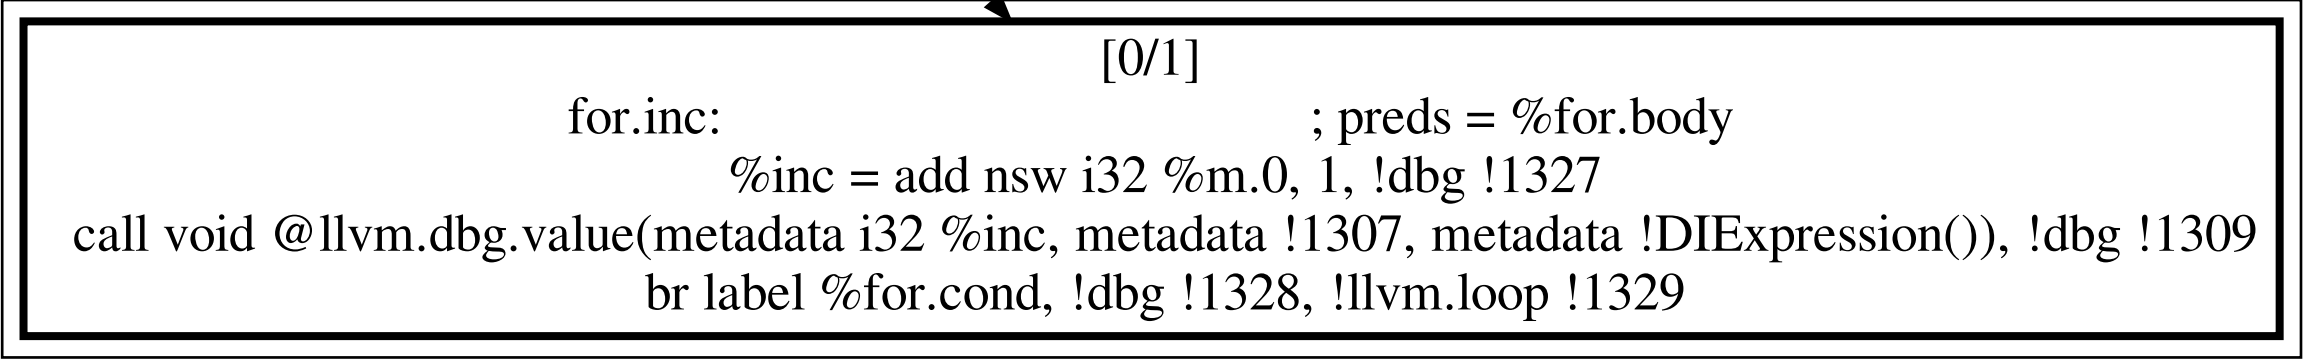 [0/1]
for.inc: ; preds = %for.body
%inc = add nsw i32 %m.0, 1, !dbg !1327
call void @llvm.dbg.value(metadata i32 %inc, metadata !1307, metadata !DIExpression()), !dbg !1309
br label %for.cond, !dbg !1328, !llvm.loop !1329